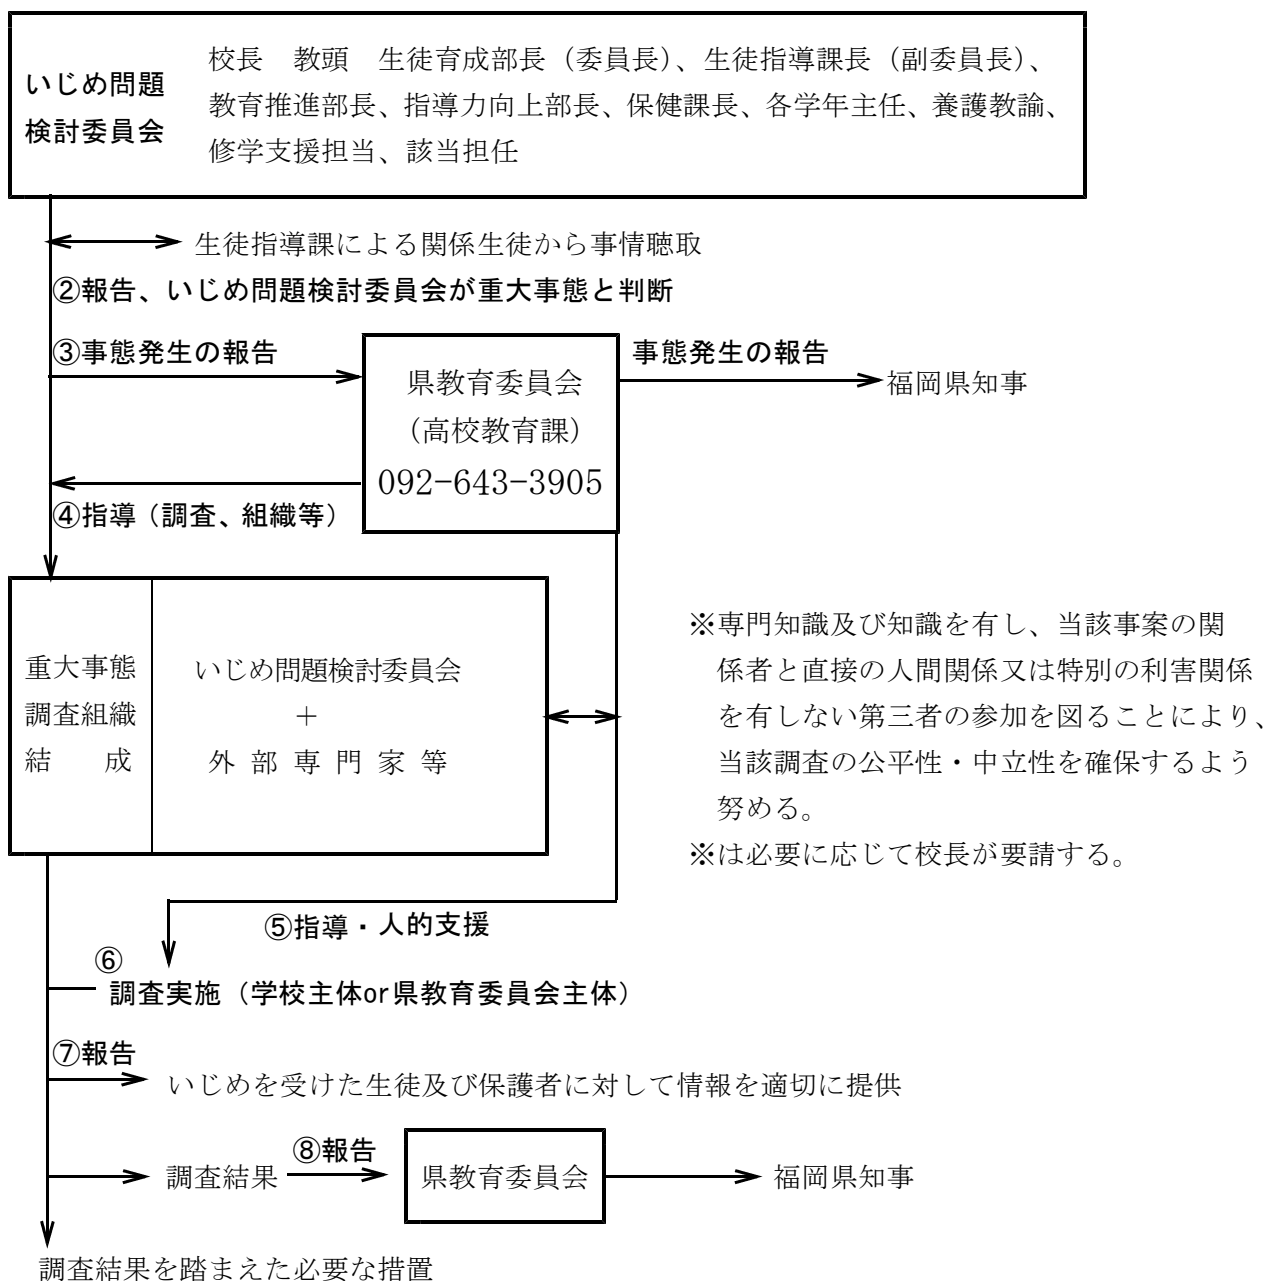 いじめ問題
検討委員会
校長　教頭　生徒育成部長（委員長）、生徒指導課長（副委員長）、
教育推進部長、指導力向上部長、保健課長、各学年主任、養護教諭、
修学支援担当、該当担任
生徒指導課による関係生徒から事情聴取
②報告、いじめ問題検討委員会が重大事態と判断
③事態発生の報告
県教育委員会
（高校教育課）
092-643-3905
事態発生の報告
福岡県知事
④指導（調査、組織等）
重大事態
調査組織
結　　成
いじめ問題検討委員会
＋
外 部 専 門 家 等
※専門知識及び知識を有し、当該事案の関
係者と直接の人間関係又は特別の利害関係
を有しない第三者の参加を図ることにより、
当該調査の公平性・中立性を確保するよう
努める。
※は必要に応じて校長が要請する。
⑤指導・人的支援
⑥
調査実施（学校主体or県教育委員会主体）
⑦報告
いじめを受けた生徒及び保護者に対して情報を適切に提供
調査結果
⑧報告
県教育委員会
福岡県知事
調査結果を踏まえた必要な措置